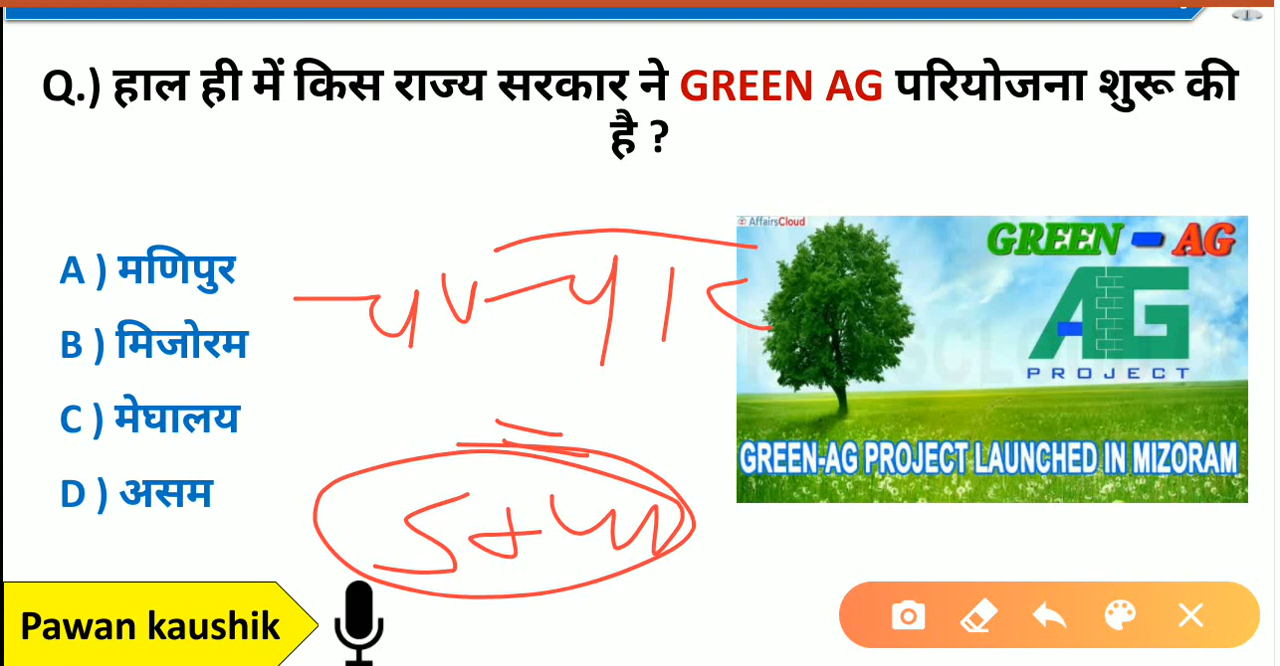 Q.) हाल ही में किस राज्य सरकार ने GREEN AG परियोजना शुरू की
है ?
A ) मणिपुर
B ) मिजोरम
C ) मेघालय
D ) असम
AffairsCloud
GREEN - AG
AG
PROJECT
GREEN-AG PROJECT LAUNCHED IN MIZORAM
Pawan kaushik